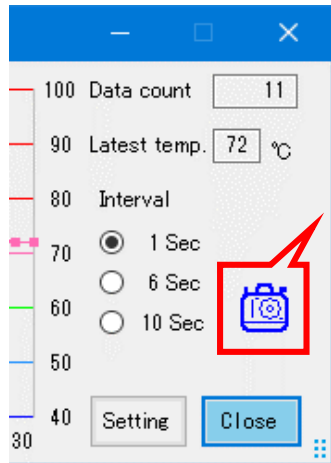 100 Data count 11
90 Latest temp. 72 ℃
80 Interval
70 1 Sec
6 Sec
60
10 Sec
50
40 Setting Close
30